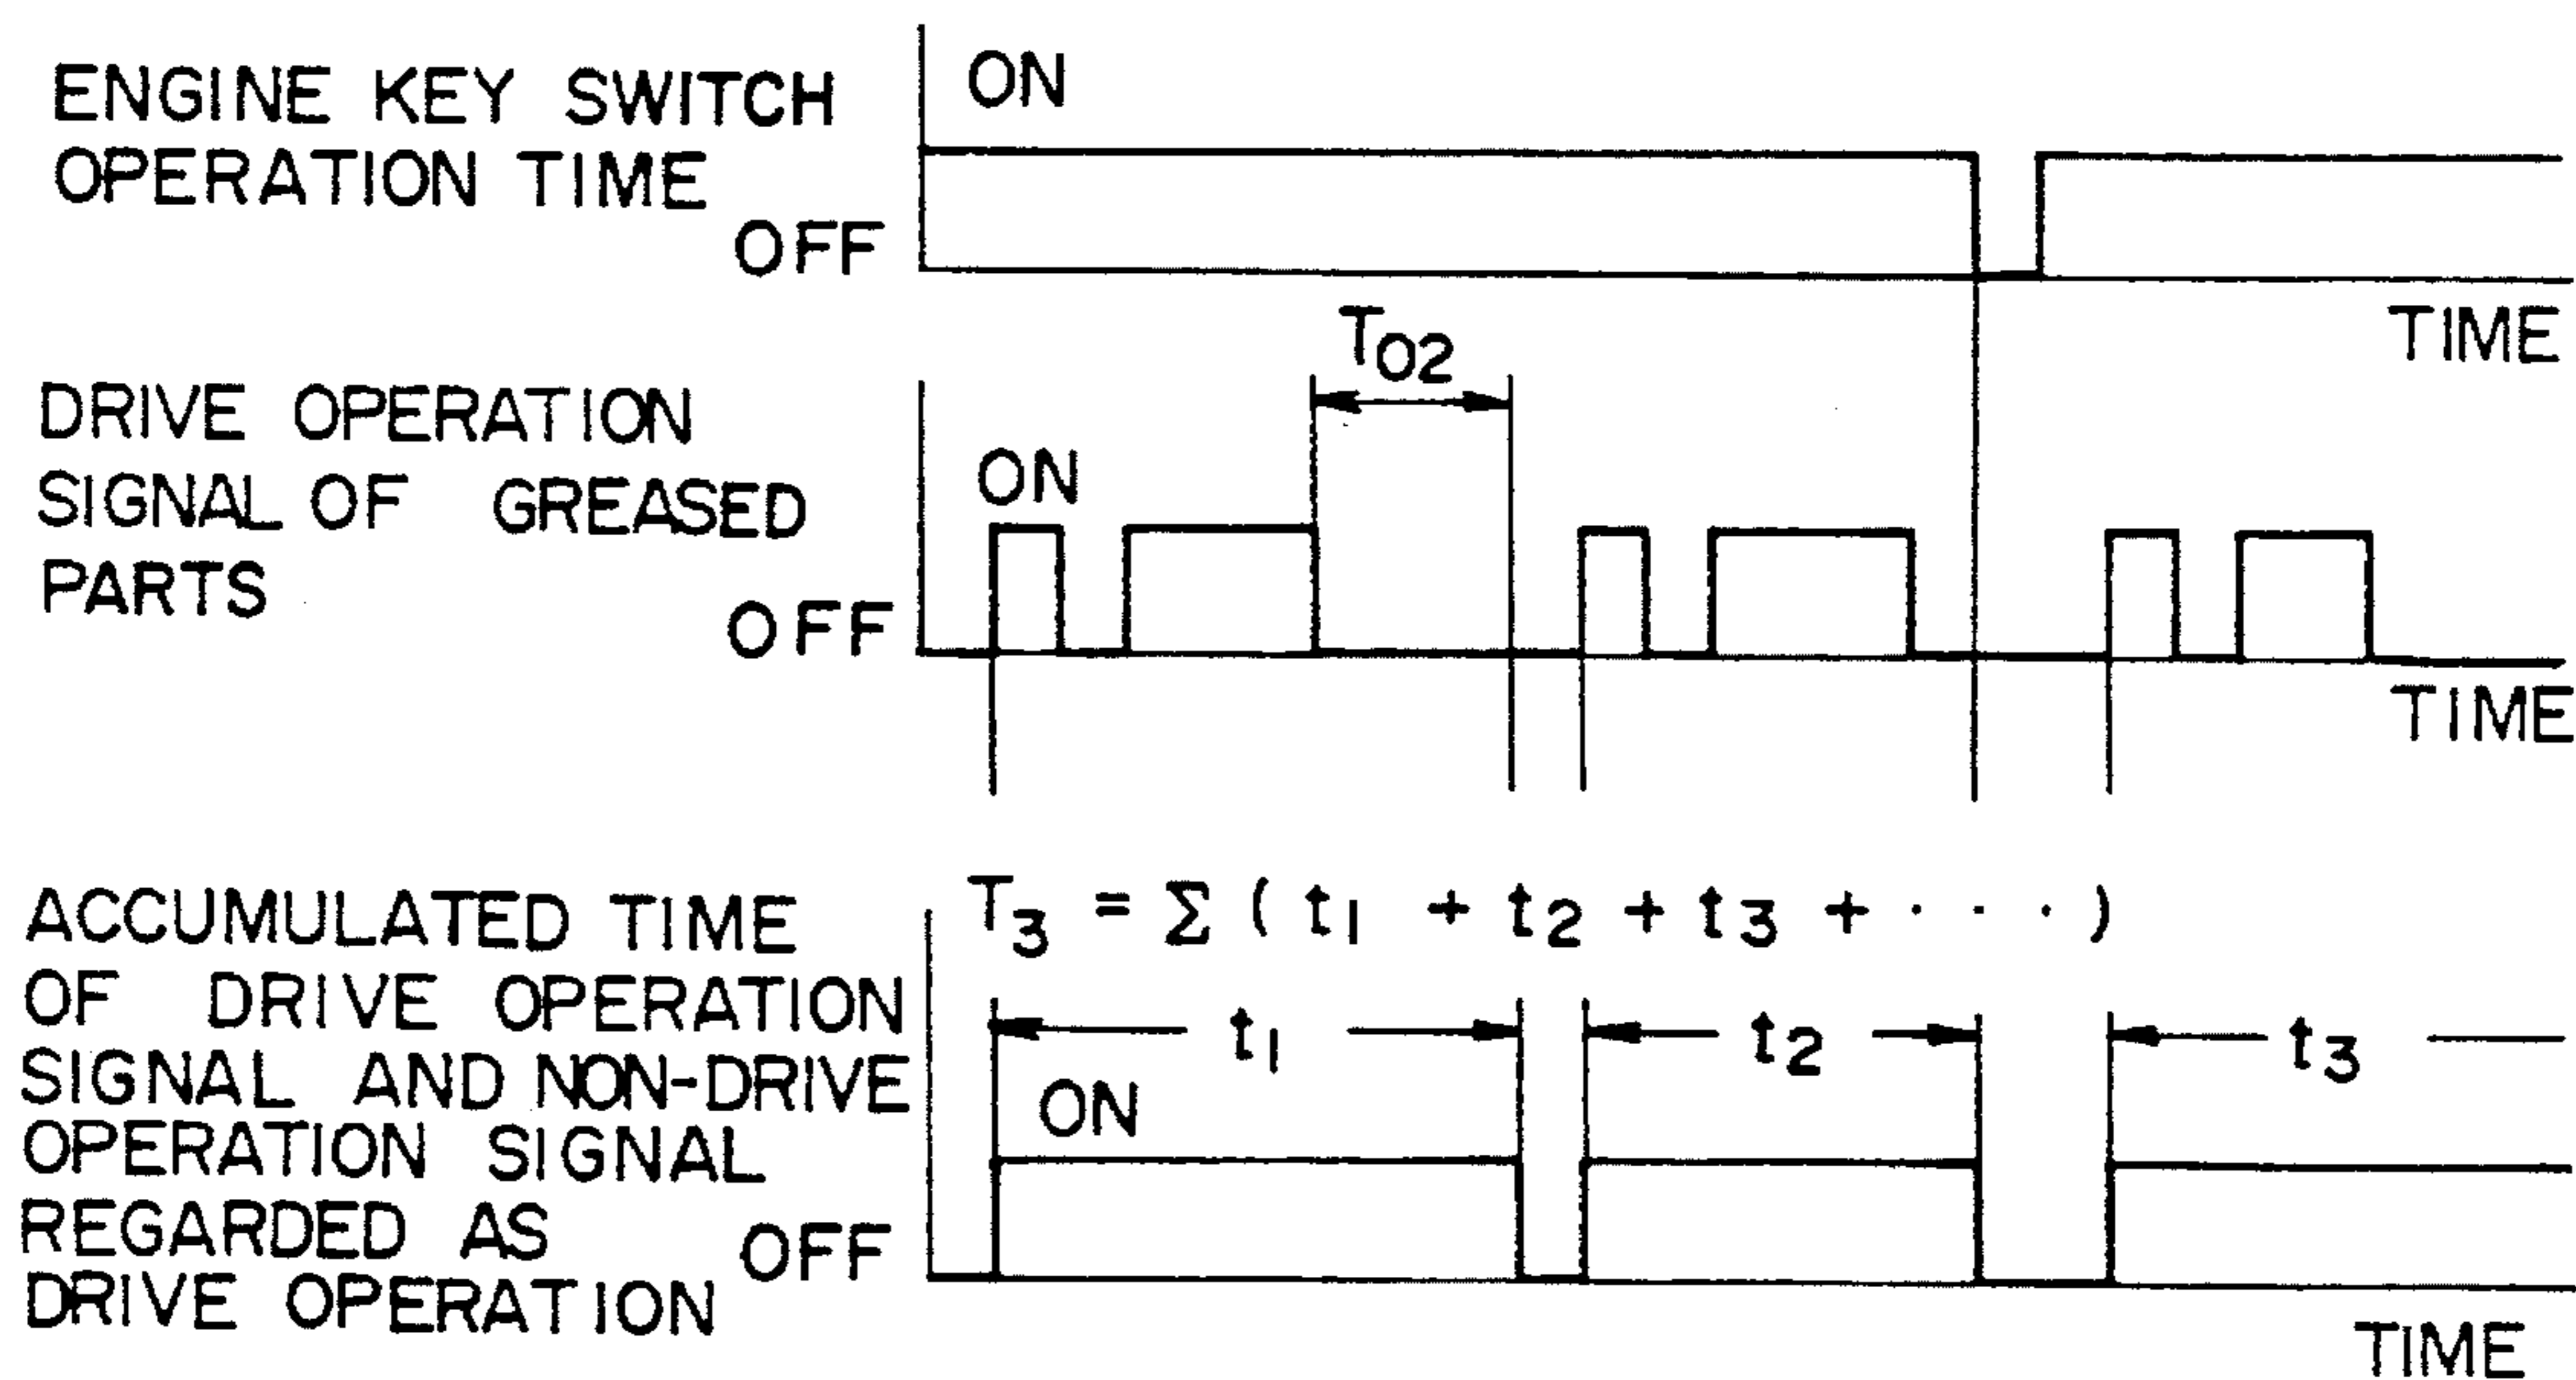 ENGINE KEY SWITCH
OPERATION TIME
ON
OFF
TIME
DRIVE OPERATION
SIGNAL OF GREASED
PARTS
T02
ON
OFF
TIME
ACCUMULATED TIME
OF DRIVE OPERATION
SIGNAL AND NON-DRIVE
OPERATION SIGNAL
REGARDED AS
DRIVE OPERATION
T3 = Σ ( t1 + t2 + t3 + · · · )
t1
t2
t3
ON
OFF
TIME